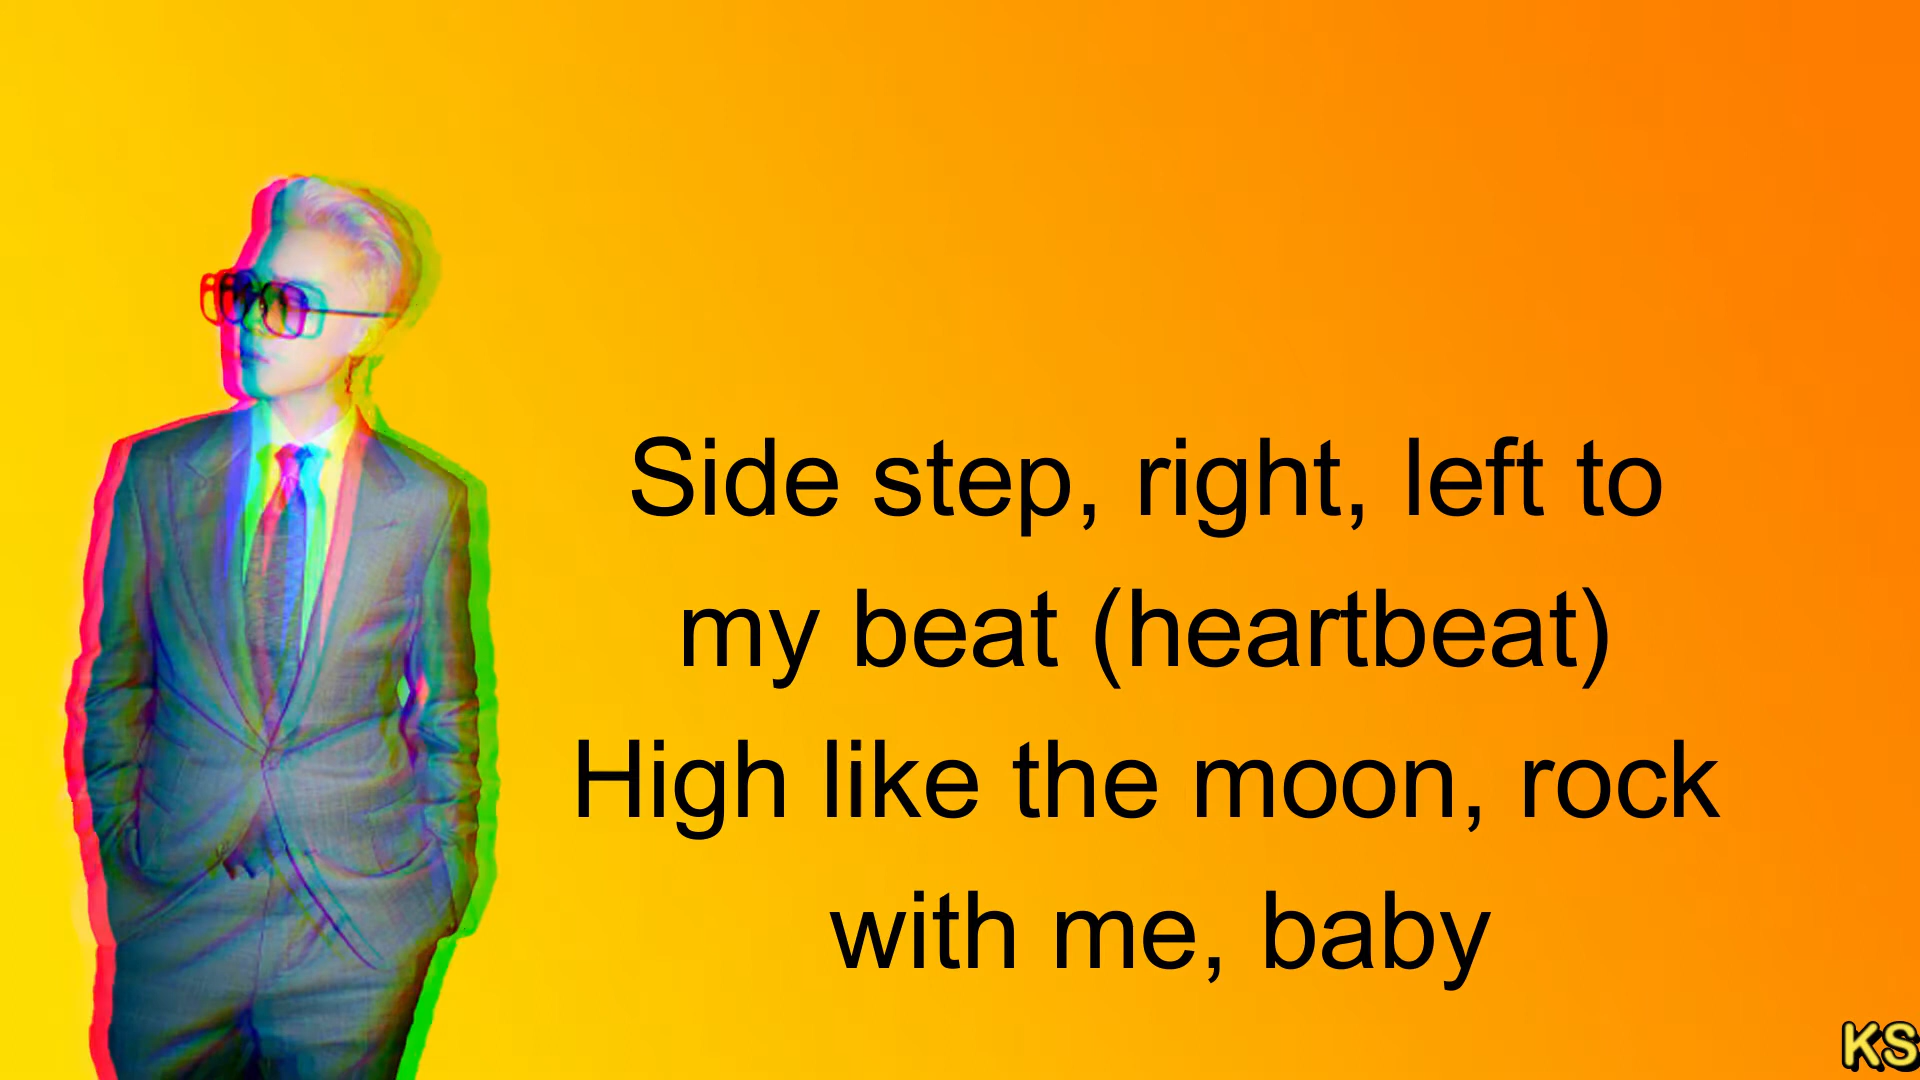 Side step, right, left to
my beat (heartbeat)
High like the moon, rock
with me, baby
KS